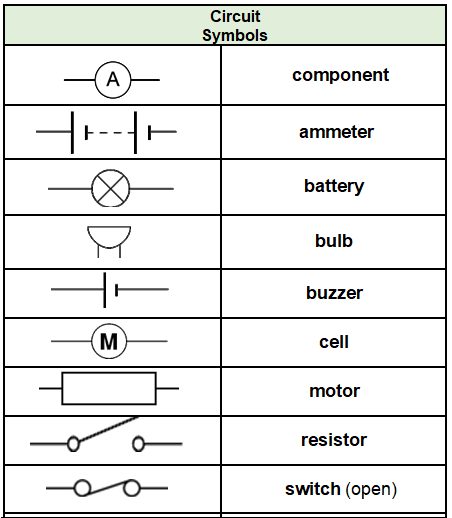 Circuit
Symbols
A
component
ammeter
battery
bulb
buzzer
M
cell
motor
resistor
switch (open)